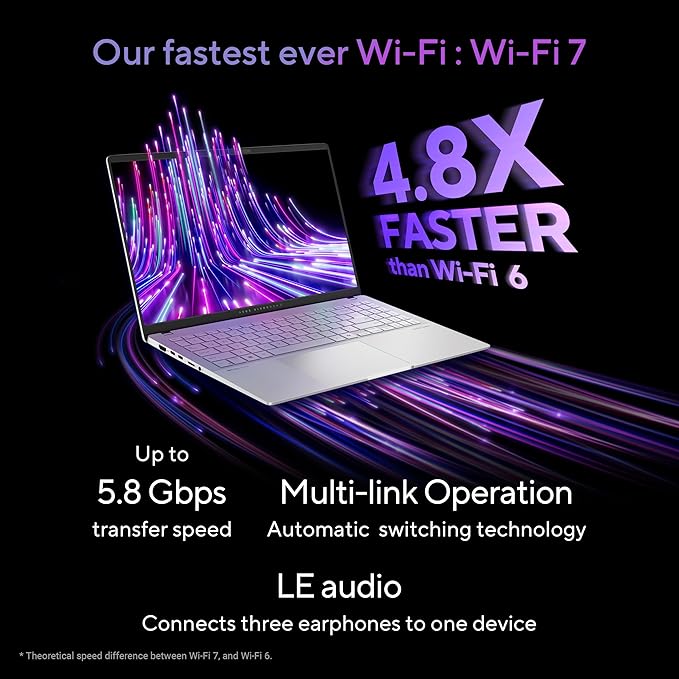 Our fastest ever Wi-Fi : Wi-Fi 7
4.8X
FASTER
than Wi-Fi 6
Up to
5.8 Gbps
transfer speed
Multi-link Operation
Automatic switching technology
LE audio
Connects three earphones to one device
* Theoretical speed difference between Wi-Fi 7, and Wi-Fi 6.